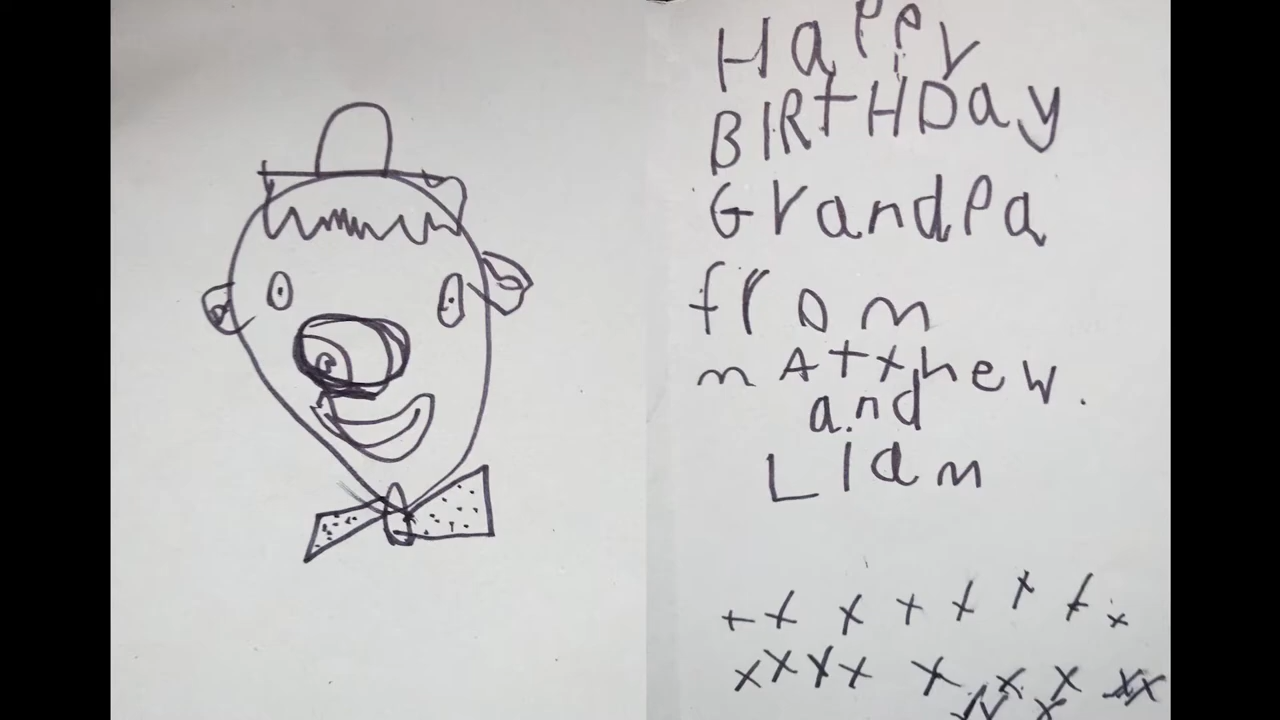 Happy
BIRtHDay
GrandPa
from
mAtthew.
and
Liam
+ x x + x x x x
x x x x x x x x x
x